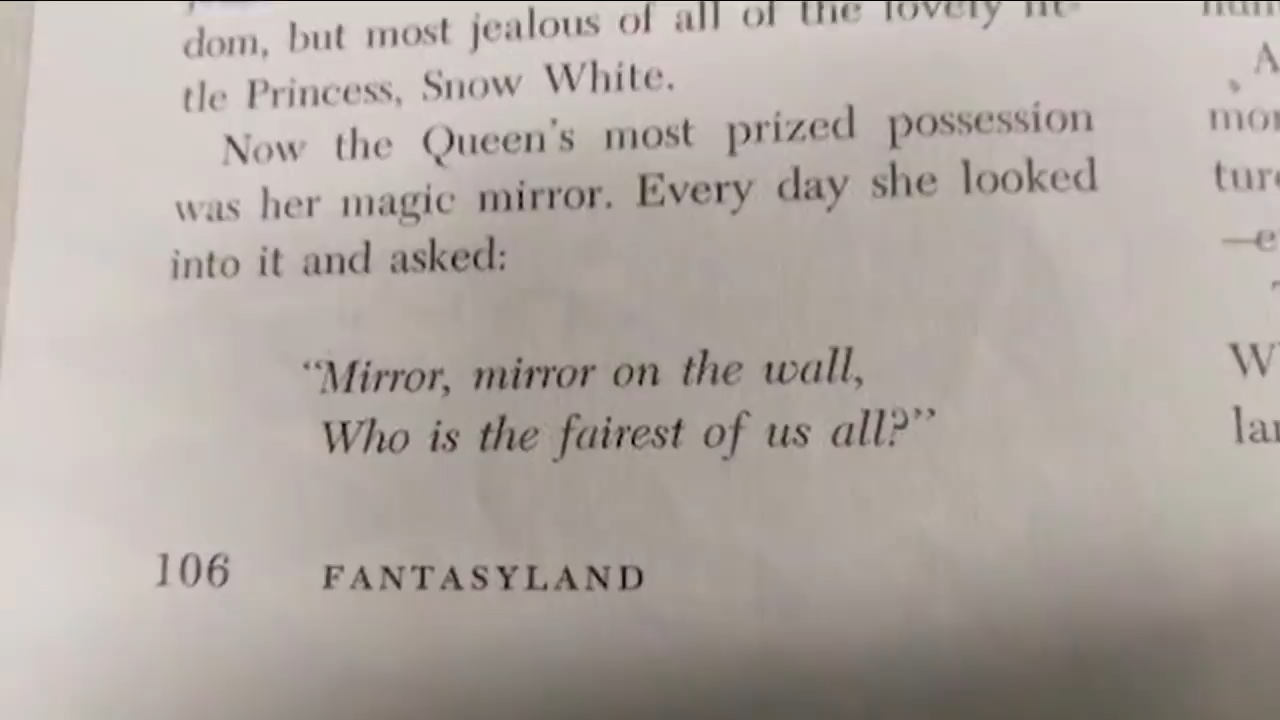 dom, but most jealous of all of the lovely lit-
tle Princess, Snow White.
Now the Queen's most prized possession
was her magic mirror. Every day she looked
into it and asked:
"Mirror, mirror on the wall,
Who is the fairest of us all?"
106 FANTASYLAND